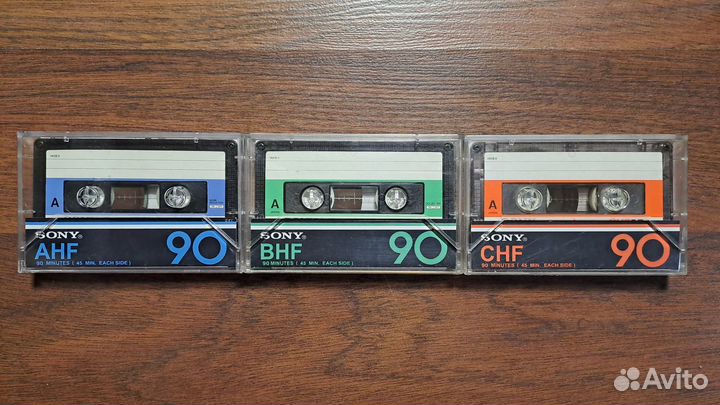 A
SONY
AHF 90
90 MINUTES ( 45 MIN. EACH SIDE )
A
SONY
BHF 90
90 MINUTES ( 45 MIN. EACH SIDE )
A
SONY
CHF 90
90 MINUTES ( 45 MIN. EACH SIDE )
Avito